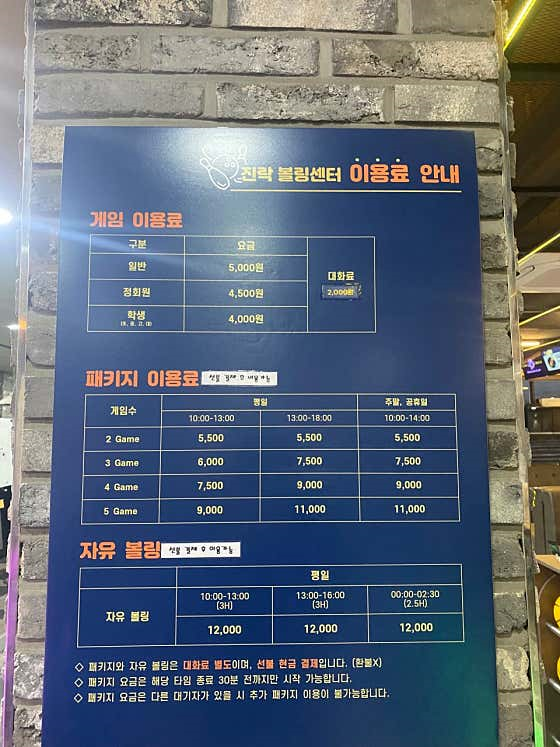 진락 볼링센터 이용료 안내
게임 이용료
구분 요금
일반 5,000원 대화료
정회원 4,500원 2,000원
학생 4,000원
(초, 중, 고, 대)
패키지 이용료 선불 결제 후 이용가능
게임수 평일 주말, 공휴일
10:00-13:00 13:00-18:00 10:00-14:00
2 Game 5,500 5,500 5,500
3 Game 6,000 7,500 7,500
4 Game 7,500 9,000 9,000
5 Game 9,000 11,000 11,000
자유 볼링 선불 결제 후 이용가능
평일
자유 볼링 10:00-13:00 13:00-16:00 00:00-02:30
(3H) (3H) (2.5H)
12,000 12,000 12,000
◇ 패키지와 자유 볼링은 대화료 별도이며, 선불 현금 결제입니다. (환불X)
◇ 패키지 요금은 해당 타임 종료 30분 전까지만 시작 가능합니다.
◇ 패키지 요금은 다른 대기자가 있을 시 추가 패키지 이용이 불가능합니다.